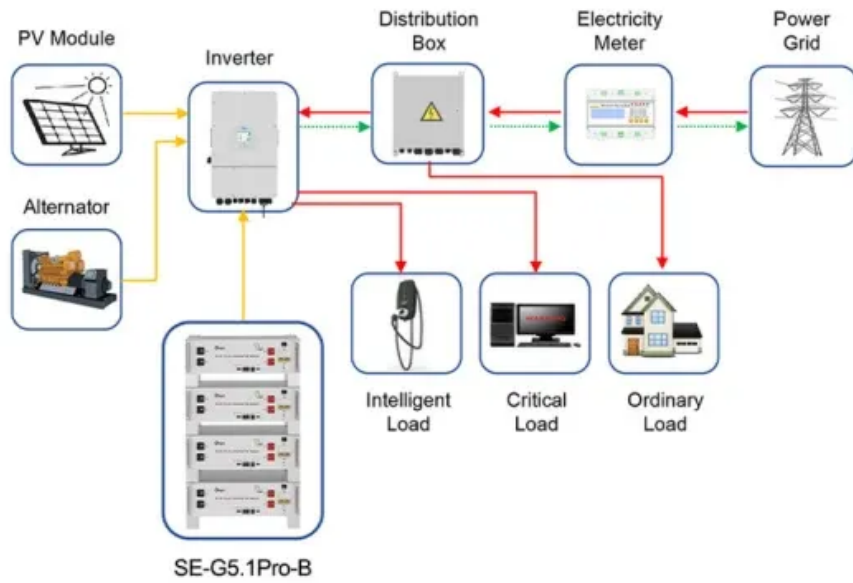 PV Module
Inverter
Distribution
Box
Electricity
Meter
Power
Grid
Alternator
Intelligent
Load
Critical
Load
Ordinary
Load
SE-G5.1Pro-B